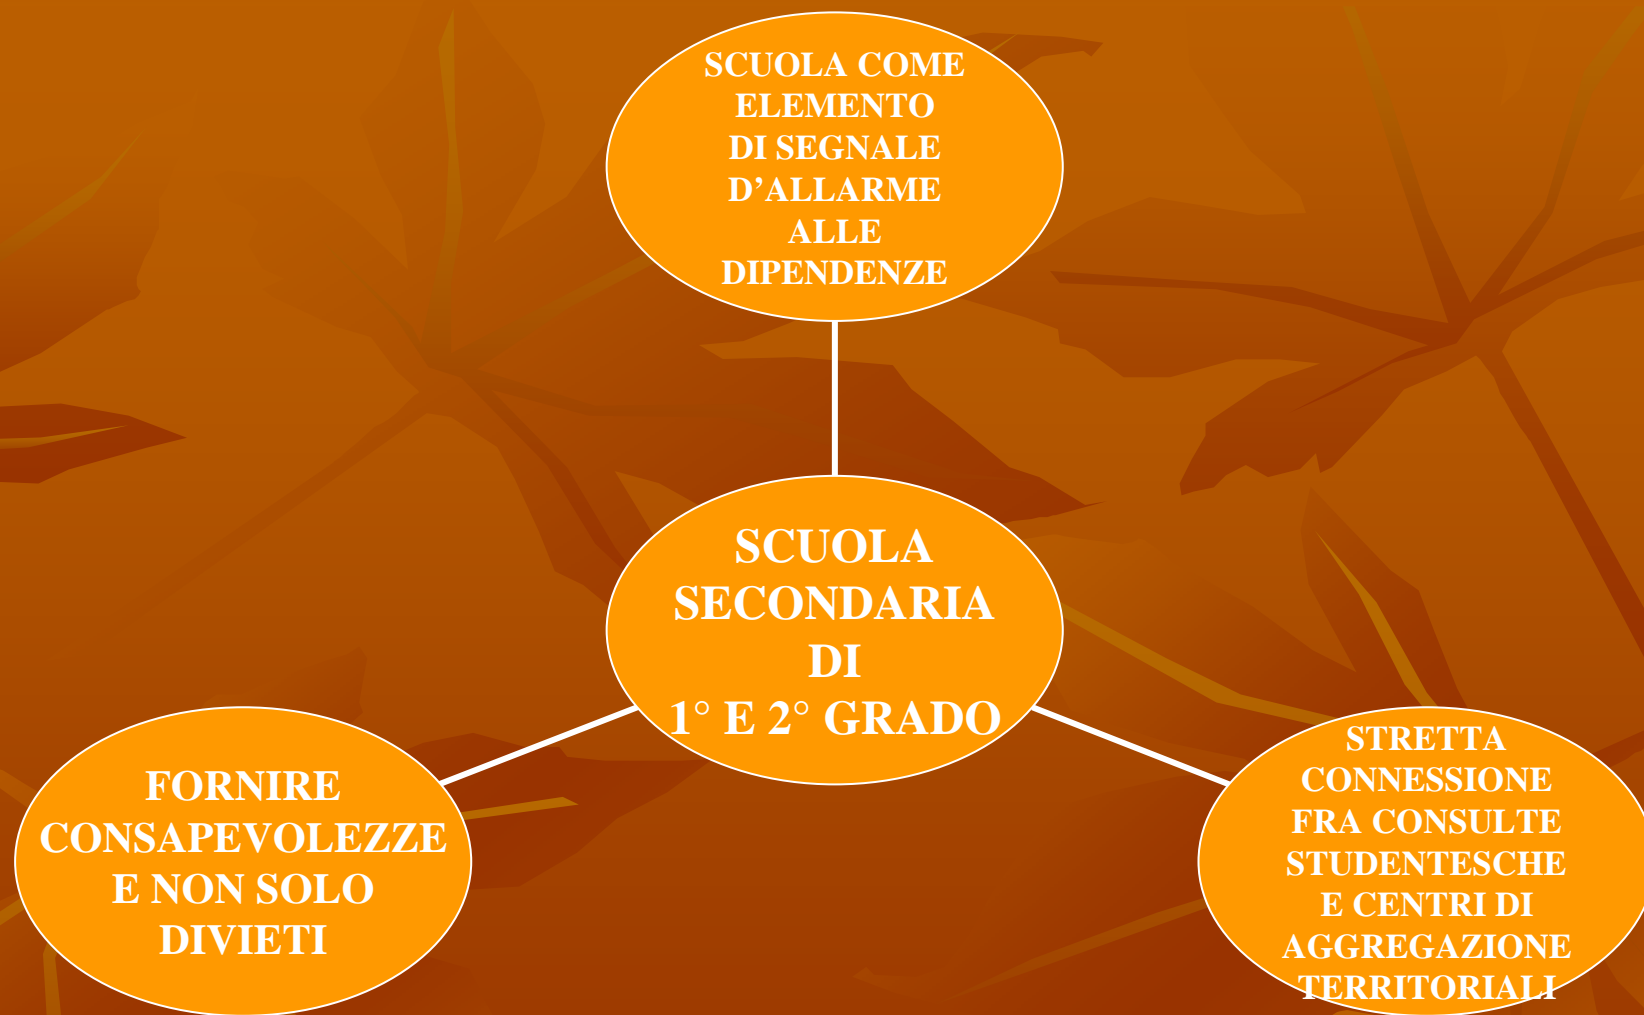 SCUOLA COME
ELEMENTO
DI SEGNALE
D’ALLARME
ALLE
DIPENDENZE
SCUOLA
SECONDARIA
DI
1° E 2° GRADO
FORNIRE
CONSAPEVOLEZZE
E NON SOLO
DIVIETI
STRETTA
CONNESSIONE
FRA CONSULTE
STUDENTESCHE
E CENTRI DI
AGGREGAZIONE
TERRITORIALI